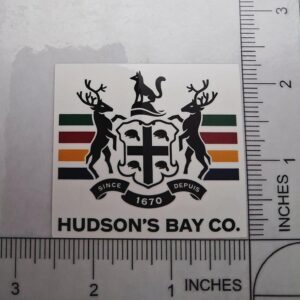 SINCE DEPUIS
1670
HUDSON'S BAY CO.
3 2 1 INCHES
1
2
3
INCHES